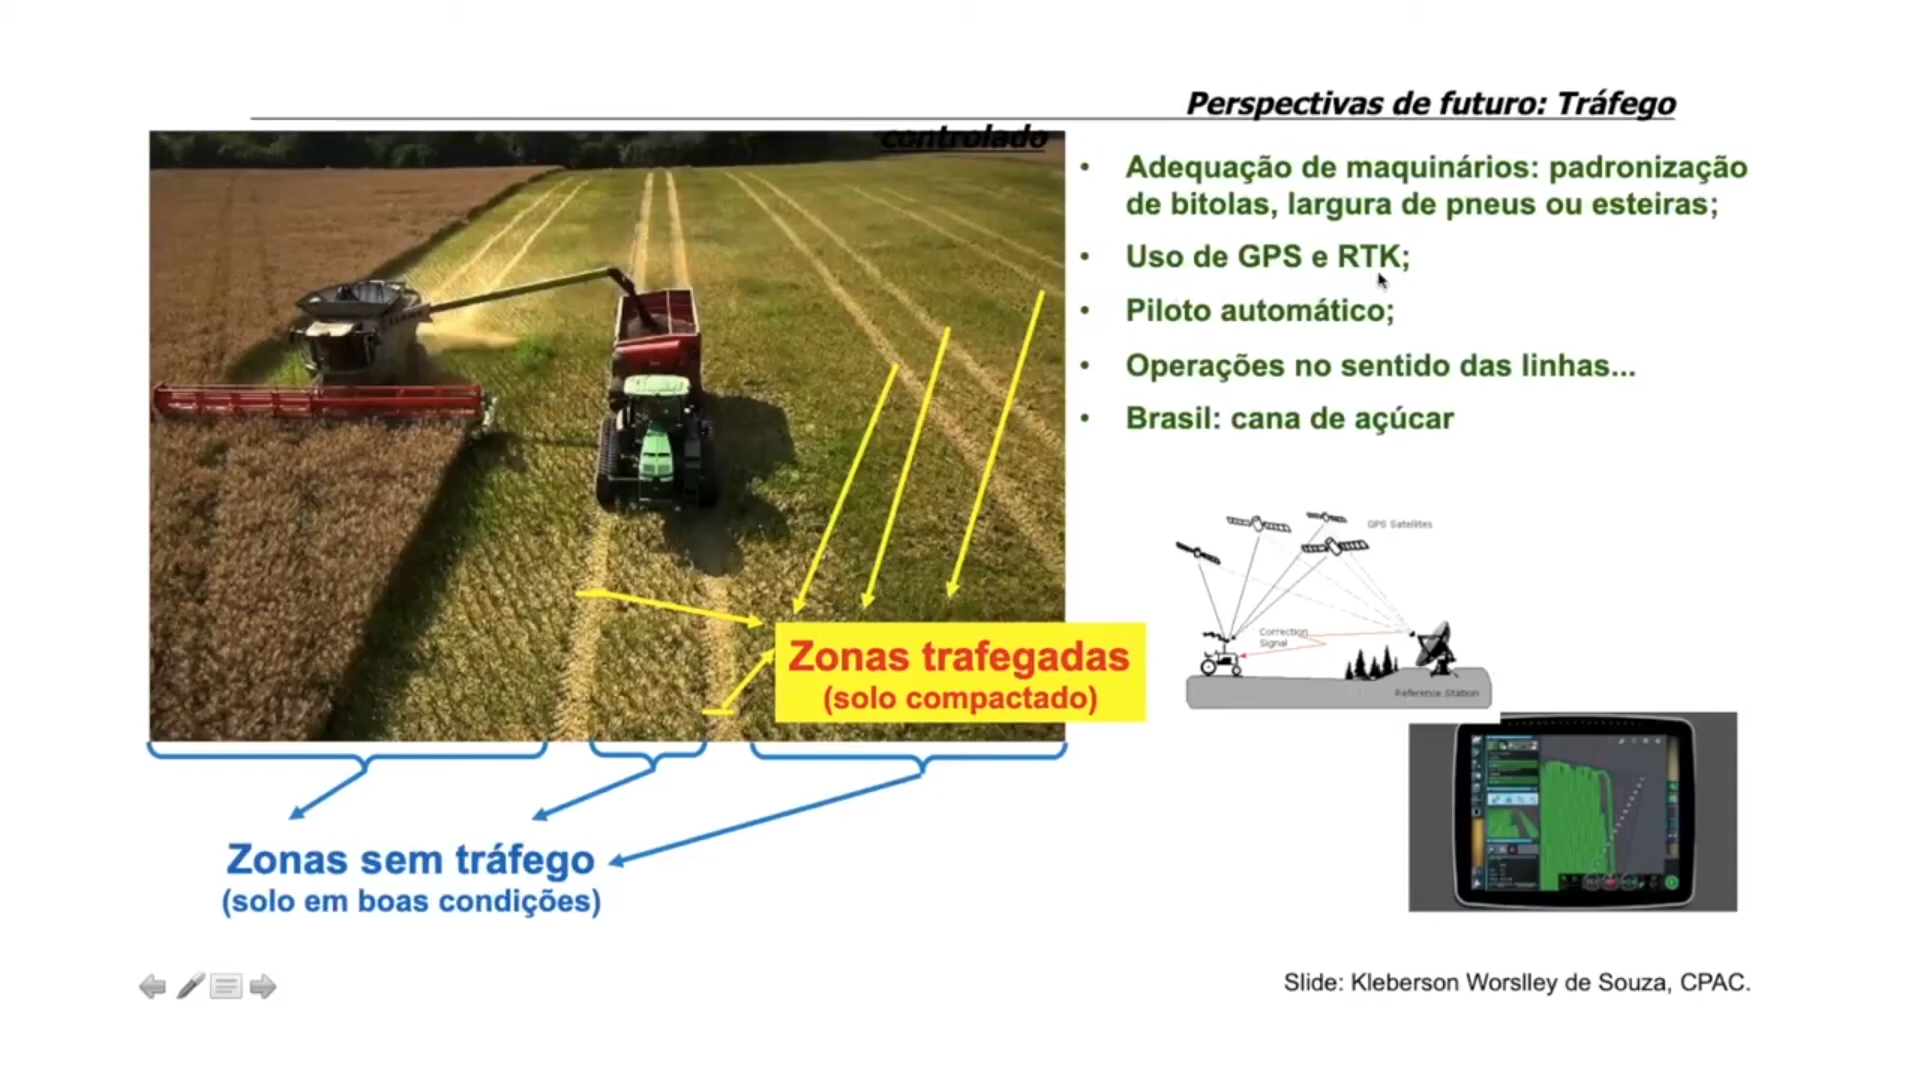 Perspectivas de futuro: Tráfego
controlado
• Adequação de maquinários: padronização
de bitolas, largura de pneus ou esteiras;
• Uso de GPS e RTK;
• Piloto automático;
• Operações no sentido das linhas...
• Brasil: cana de açúcar
GPS Satellites
Correction
Signal
Reference Station
Zonas trafegadas
(solo compactado)
Zonas sem tráfego
(solo em boas condições)
Slide: Kleberson Worslley de Souza, CPAC.